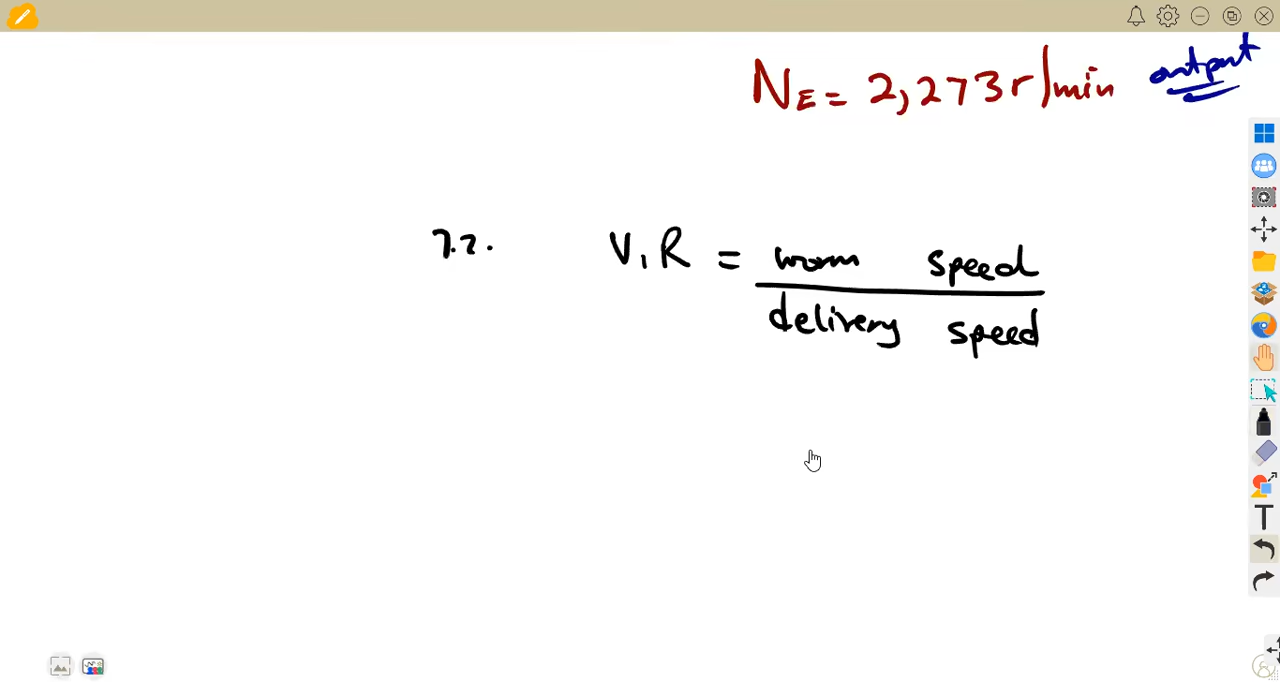 output
N_E = 2,273 r/min
7.2. V.R = worm speed
delivery speed
T